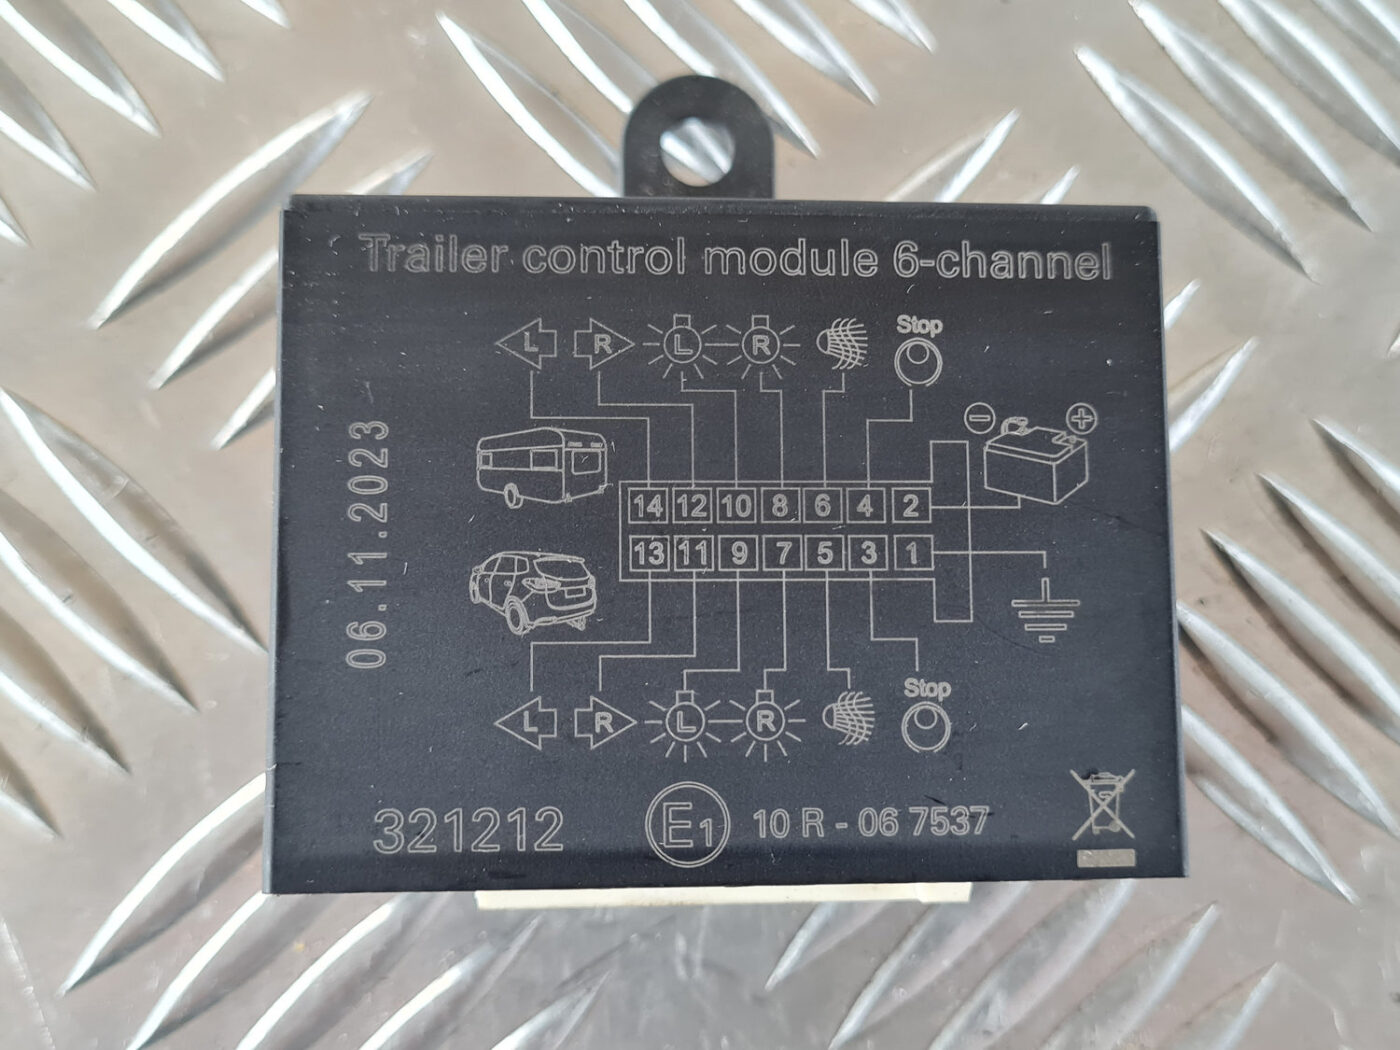 Trailer control module 6-channel
L R L R Stop
- +
06.11.2023
14 12 10 8 6 4 2
13 11 9 7 5 3 1
L R L R Stop
321212 E1 10 R - 06 7537